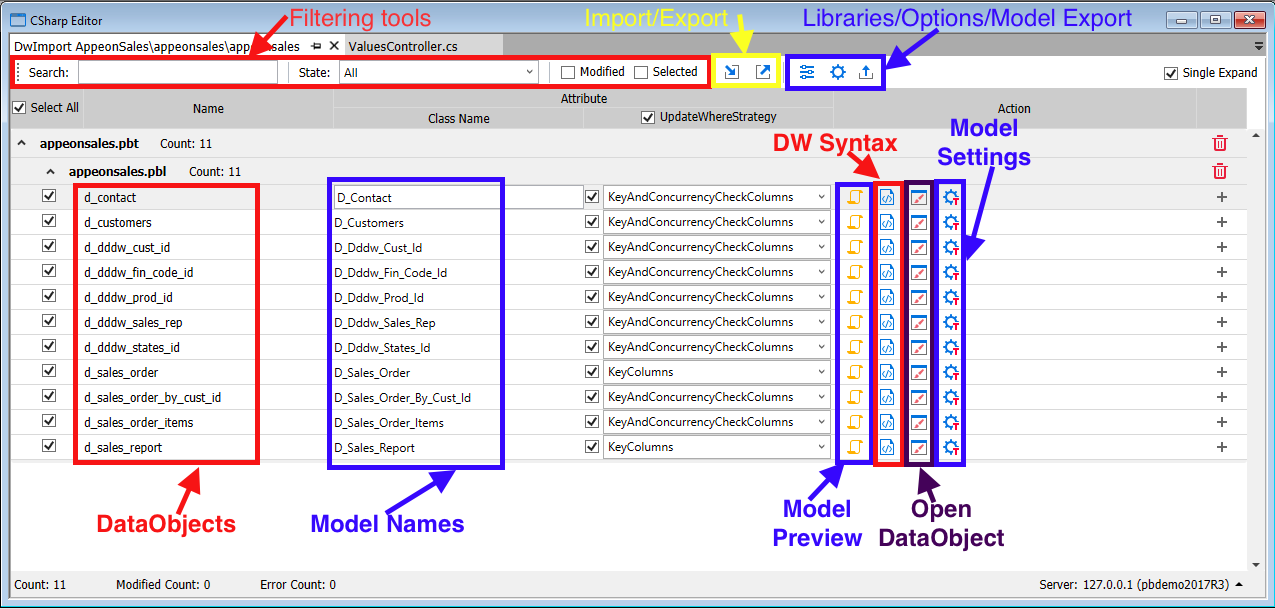 CSharp Editor
Filtering tools
Import/Export
Libraries/Options/Model Export
DwImport AppeonSales\appeonsales\appeonsales
ValuesController.cs
Search:
State: All
Modified
Selected
Single Expand
Select All
Name
Attribute
Class Name
UpdateWhereStrategy
Action
DW Syntax
Model
Settings
appeonsales.pbt Count: 11
appeonsales.pbl Count: 11
d_contact D_Contact KeyAndConcurrencyCheckColumns
d_customers D_Customers KeyAndConcurrencyCheckColumns
d_dddw_cust_id D_Dddw_Cust_Id KeyAndConcurrencyCheckColumns
d_dddw_fin_code_id D_Dddw_Fin_Code_Id KeyAndConcurrencyCheckColumns
d_dddw_prod_id D_Dddw_Prod_Id KeyAndConcurrencyCheckColumns
d_dddw_sales_rep D_Dddw_Sales_Rep KeyAndConcurrencyCheckColumns
d_dddw_states_id D_Dddw_States_Id KeyAndConcurrencyCheckColumns
d_sales_order D_Sales_Order KeyColumns
d_sales_order_by_cust_id D_Sales_Order_By_Cust_Id KeyAndConcurrencyCheckColumns
d_sales_order_items D_Sales_Order_Items KeyAndConcurrencyCheckColumns
d_sales_report D_Sales_Report KeyColumns
DataObjects
Model Names
Model
Preview
Open
DataObject
Count: 11 Modified Count: 0 Error Count: 0 Server: 127.0.0.1 (pbdemo2017R3)